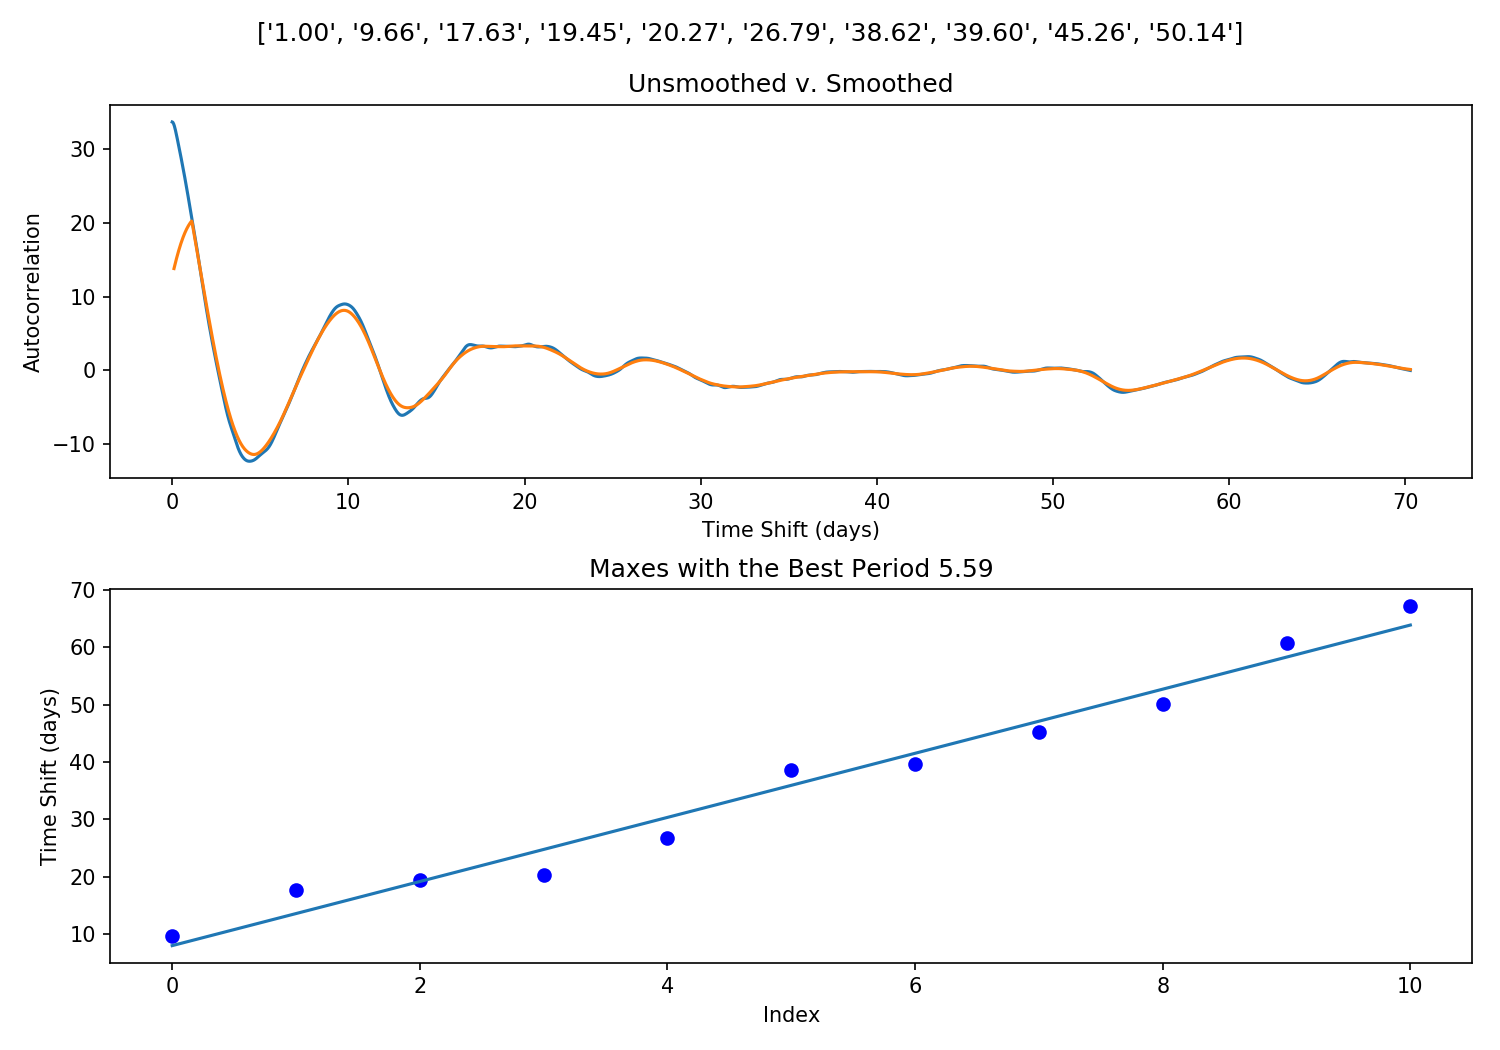 ['1.00', '9.66', '17.63', '19.45', '20.27', '26.79', '38.62', '39.60', '45.26', '50.14']
Unsmoothed v. Smoothed
Autocorrelation
30
20
10
0
−10
0 10 20 30 40 50 60 70
Time Shift (days)
Maxes with the Best Period 5.59
Time Shift (days)
70
60
50
40
30
20
10
0 2 4 6 8 10
Index